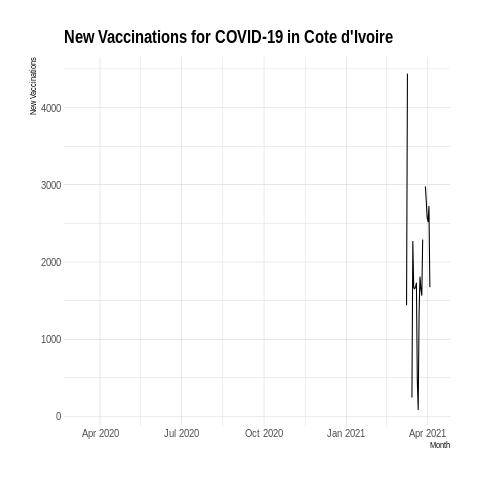 New Vaccinations for COVID-19 in Cote d'Ivoire
New Vaccinations
4000
3000
2000
1000
0
Apr 2020 Jul 2020 Oct 2020 Jan 2021 Apr 2021
Month